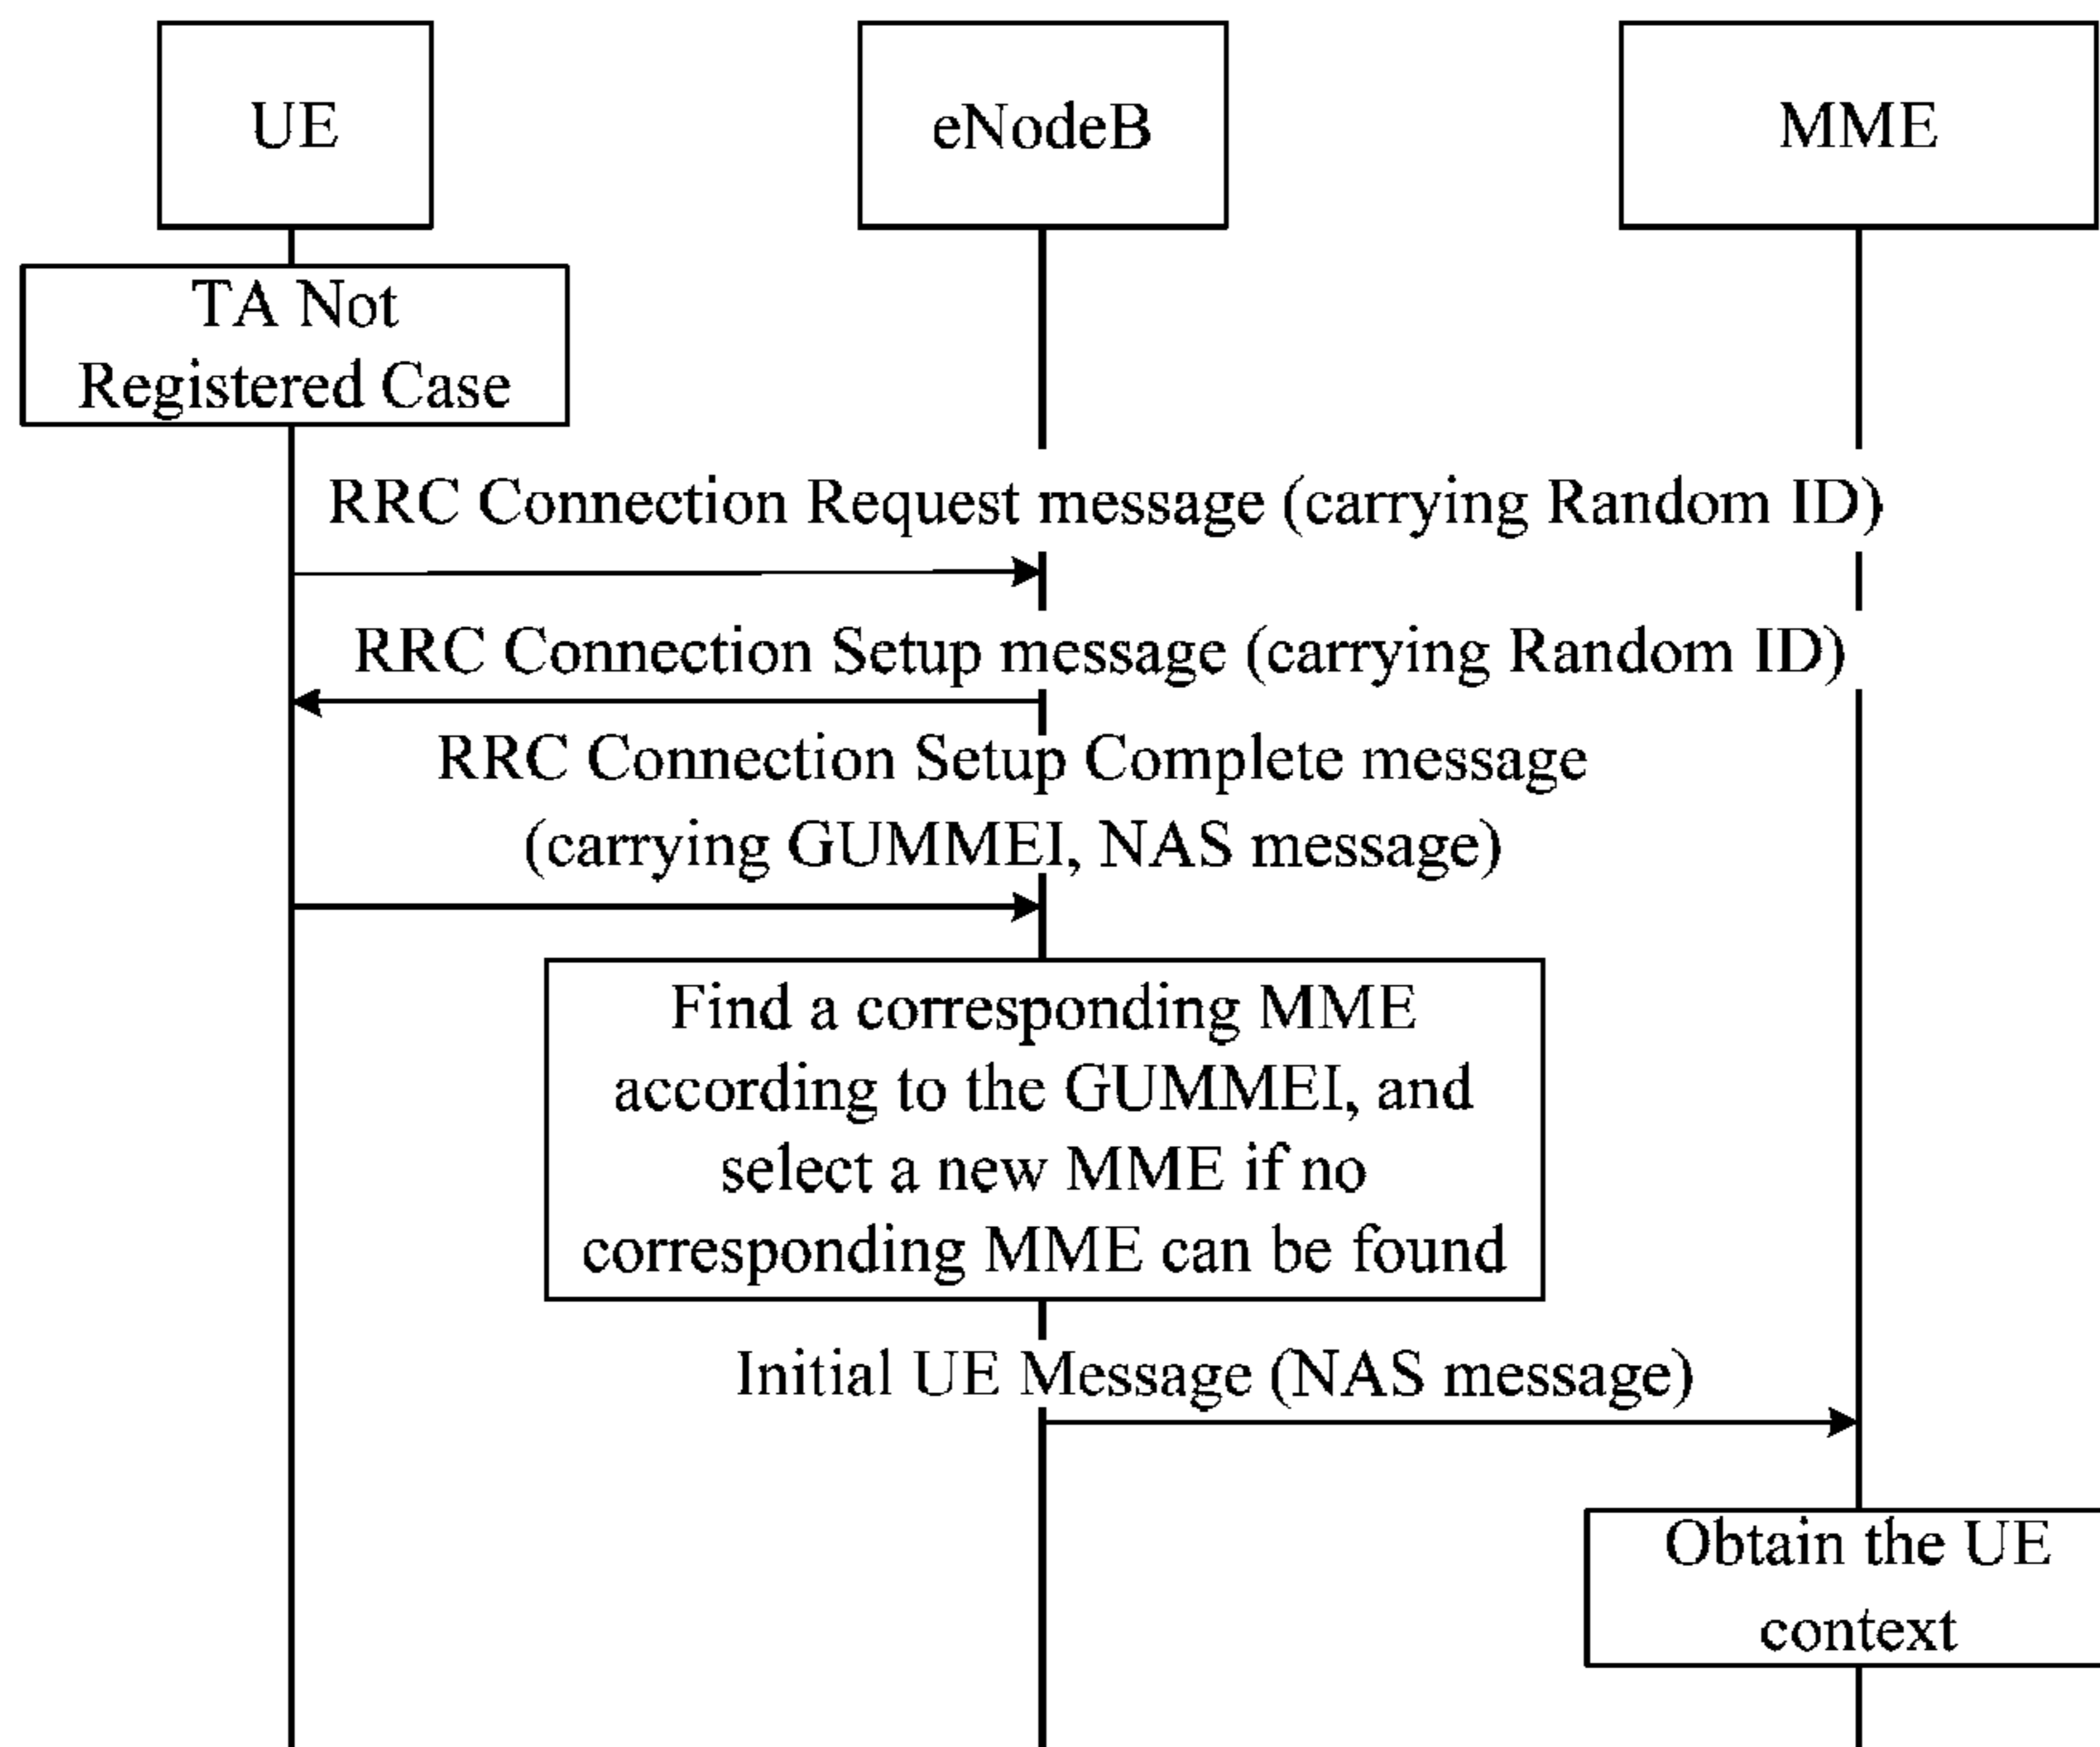 UE
eNodeB
MME
TA Not
Registered Case
RRC Connection Request message (carrying Random ID)
RRC Connection Setup message (carrying Random ID)
RRC Connection Setup Complete message
(carrying GUMMEI, NAS message)
Find a corresponding MME
according to the GUMMEI, and
select a new MME if no
corresponding MME can be found
Initial UE Message (NAS message)
Obtain the UE
context